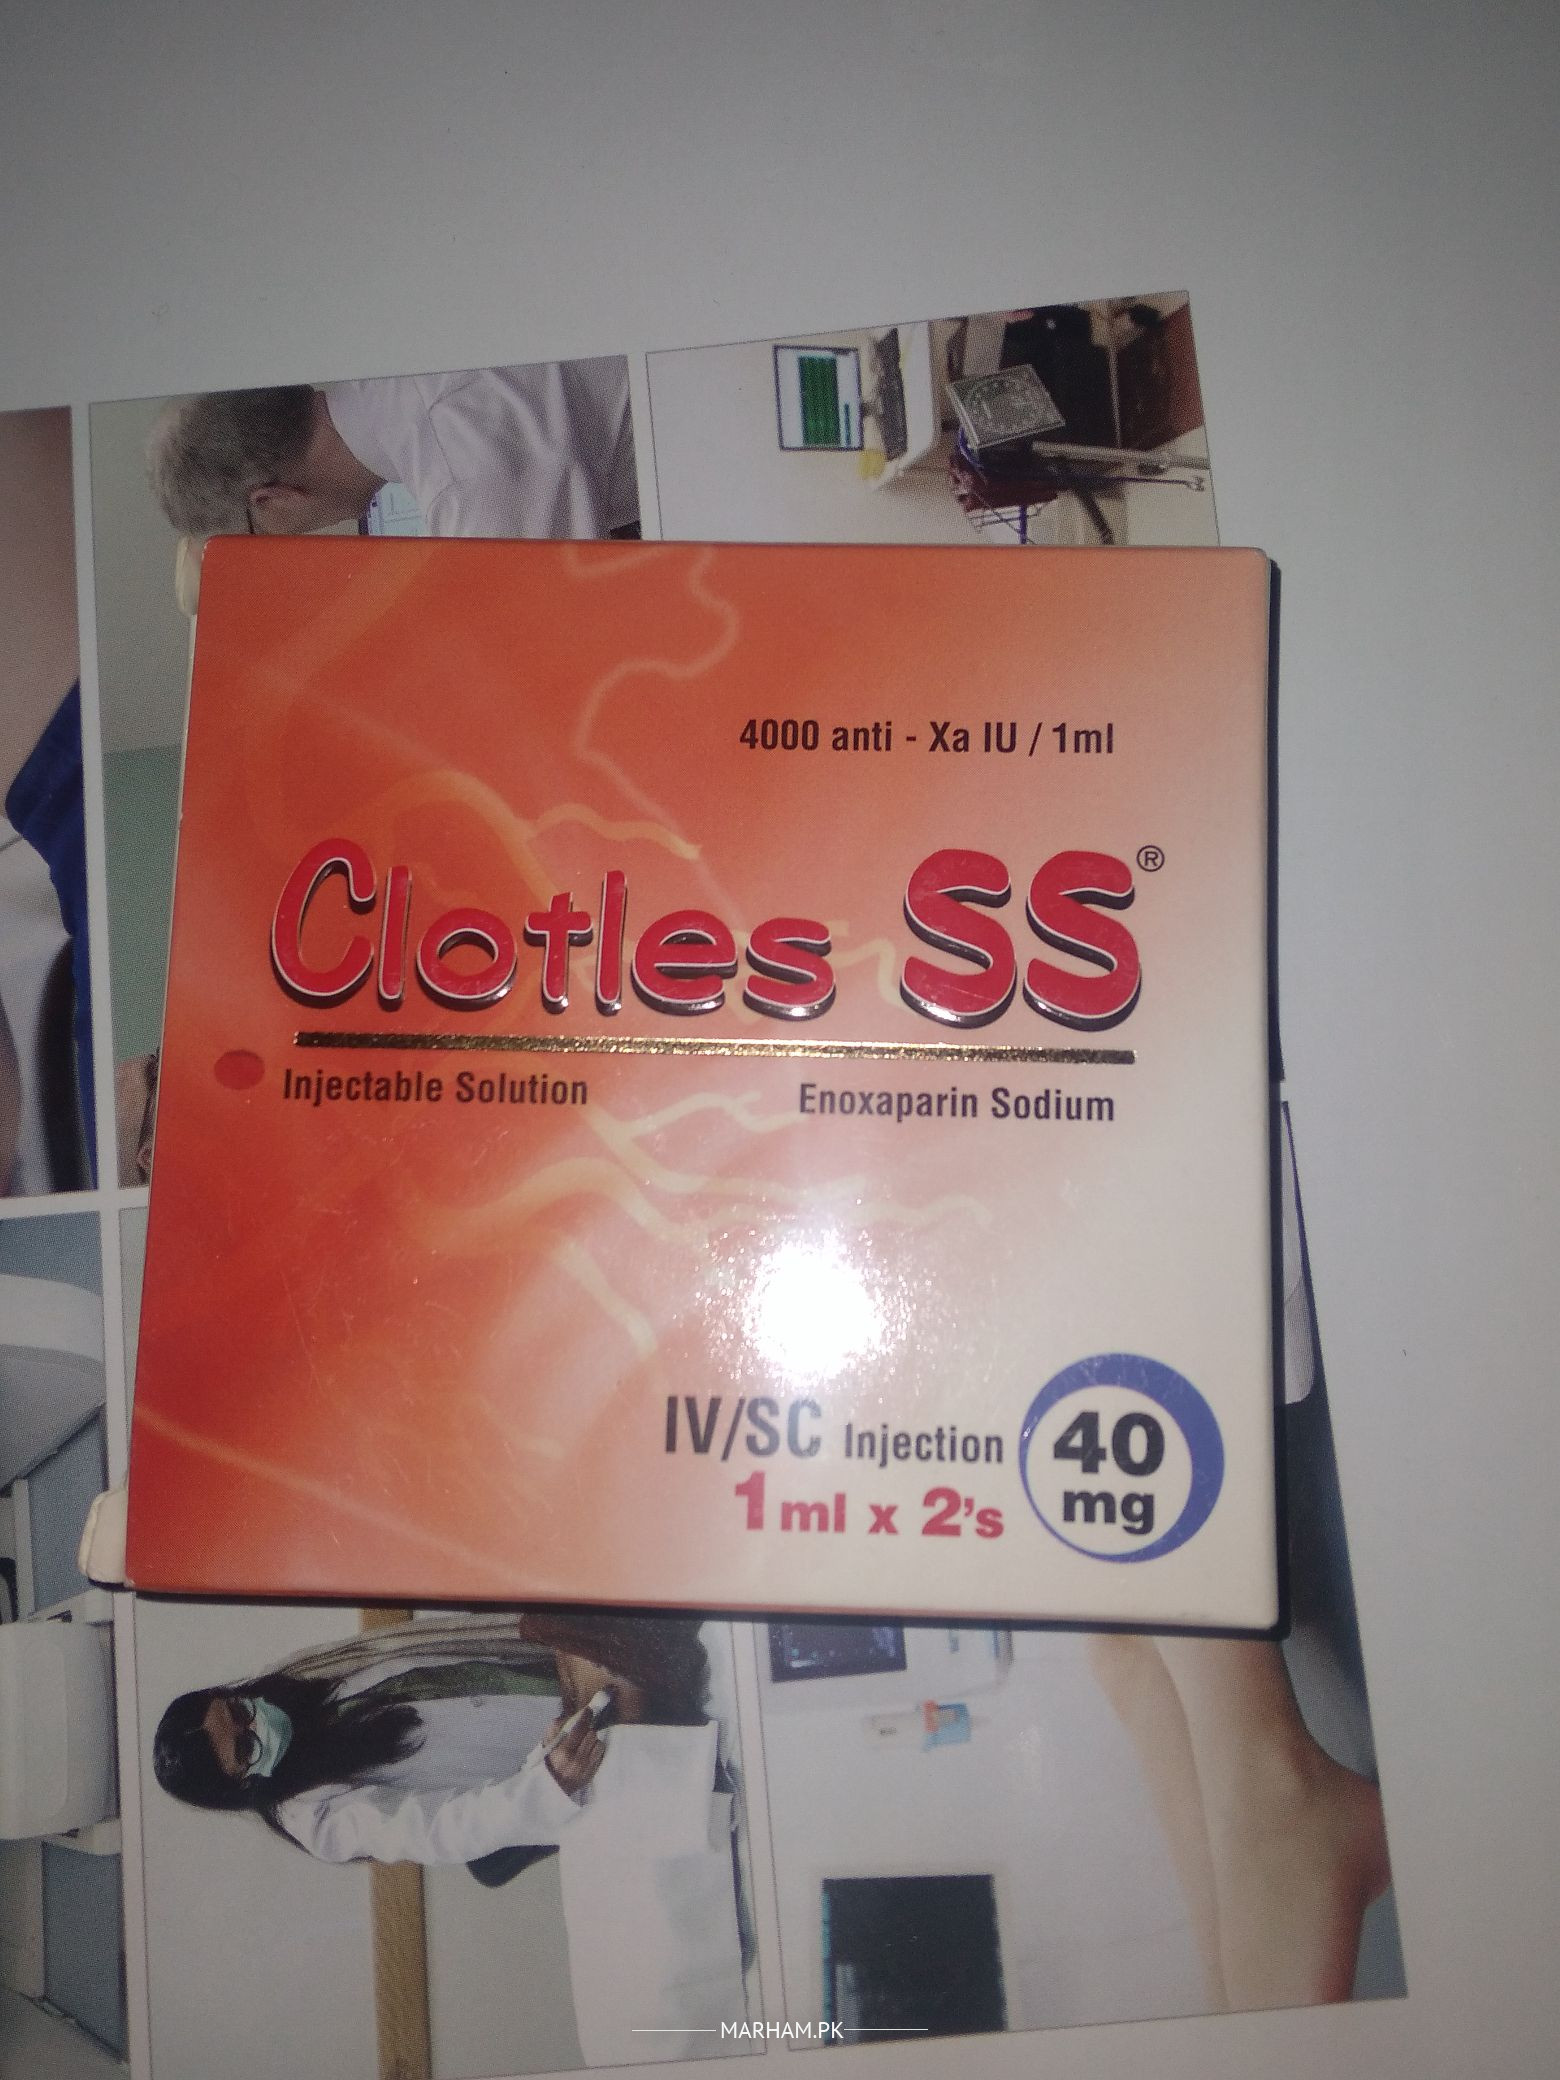 4000 anti - Xa IU / 1ml
Clotles SS®
Injectable Solution
Enoxaparin Sodium
IV/SC Injection
1ml x 2's
40
mg
MARHAM.PK